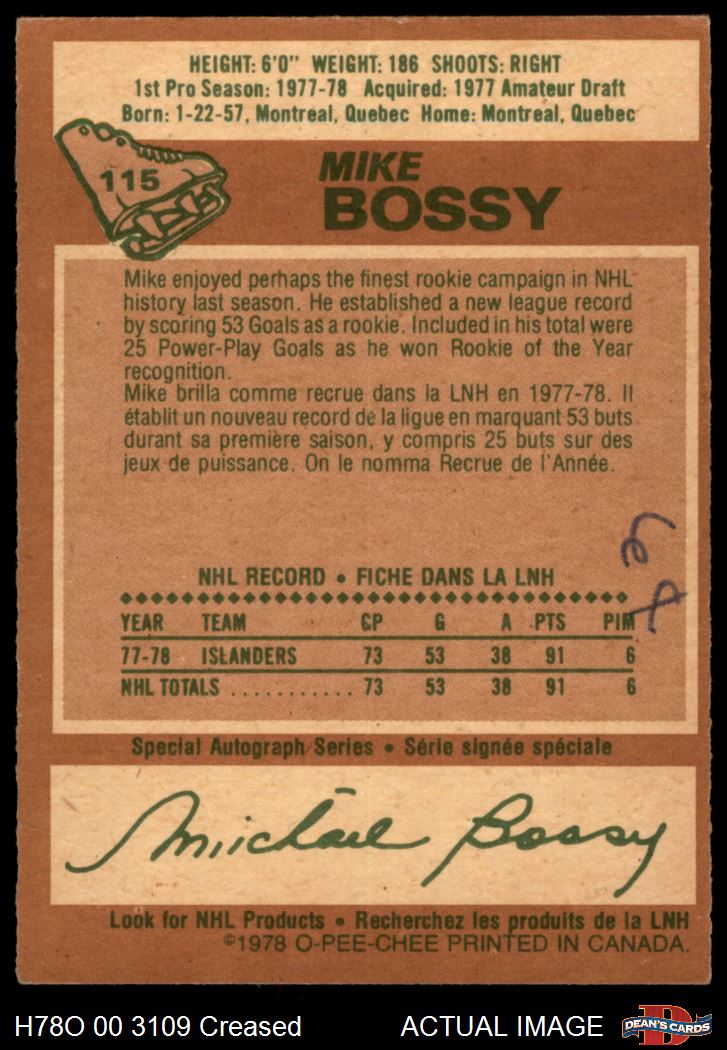 HEIGHT: 6'0" WEIGHT: 186 SHOOTS: RIGHT
1st Pro Season: 1977-78 Acquired: 1977 Amateur Draft
Born: 1-22-57, Montreal, Quebec Home: Montreal, Quebec
115
MIKE
BOSSY
Mike enjoyed perhaps the finest rookie campaign in NHL
history last season. He established a new league record
by scoring 53 Goals as a rookie. Included in his total were
25 Power-Play Goals as he won Rookie of the Year
recognition.
Mike brilla comme recrue dans la LNH en 1977-78. Il
établit un nouveau record de la ligue en marquant 53 buts
durant sa première saison, y compris 25 buts sur des
jeux de puissance. On le nomma Recrue de l'Année.
NHL RECORD • FICHE DANS LA LNH
YEAR TEAM GP G A PTS PIM
77-78 ISLANDERS 73 53 38 91 6
NHL TOTALS ........... 73 53 38 91 6
Special Autograph Series • Série signée spéciale
Michael Bossy
Look for NHL Products • Recherchez les produits de la LNH
©1978 O-PEE-CHEE PRINTED IN CANADA.
H78O 00 3109 Creased ACTUAL IMAGE
D
DEAN'S CARDS